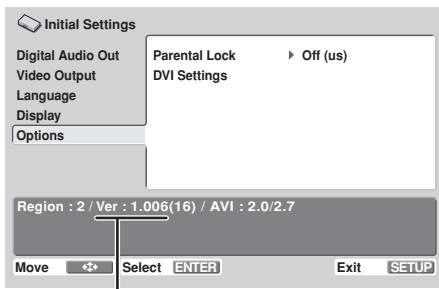 Initial Settings
Digital Audio Out
Video Output
Language
Display
Options
Parental Lock Off (us)
DVI Settings
Region : 2 / Ver : 1.006(16) / AVI : 2.0/2.7
Move Select ENTER Exit SETUP